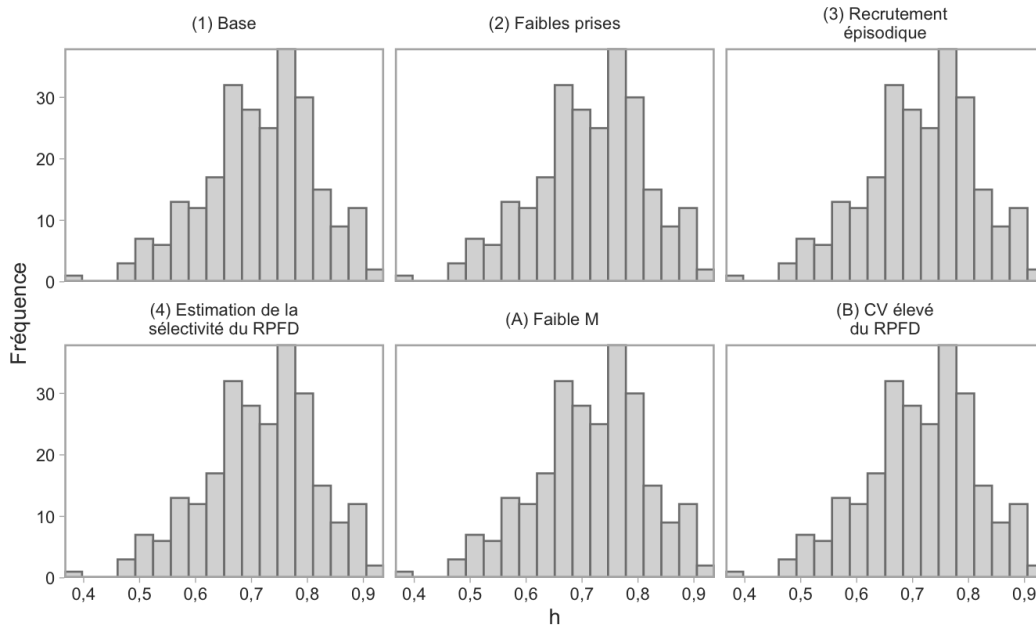 (1) Base
(2) Faibles prises
(3) Recrutement
épisodique
30
20
10
0
(4) Estimation de la
sélectivité du RPFD
(A) Faible M
(B) CV élevé
du RPFD
30
20
10
0
0,4 0,5 0,6 0,7 0,8 0,9
0,4 0,5 0,6 0,7 0,8 0,9
0,4 0,5 0,6 0,7 0,8 0,9
Fréquence
h